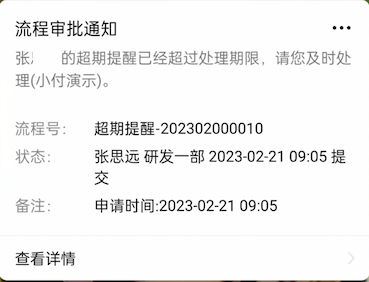 流程审批通知
张 的超期提醒已经超过处理期限，请您及时处
理(小付演示)。
流程号： 超期提醒-202302000010
状态： 张思远 研发一部 2023-02-21 09:05 提
交
备注： 申请时间:2023-02-21 09:05
查看详情